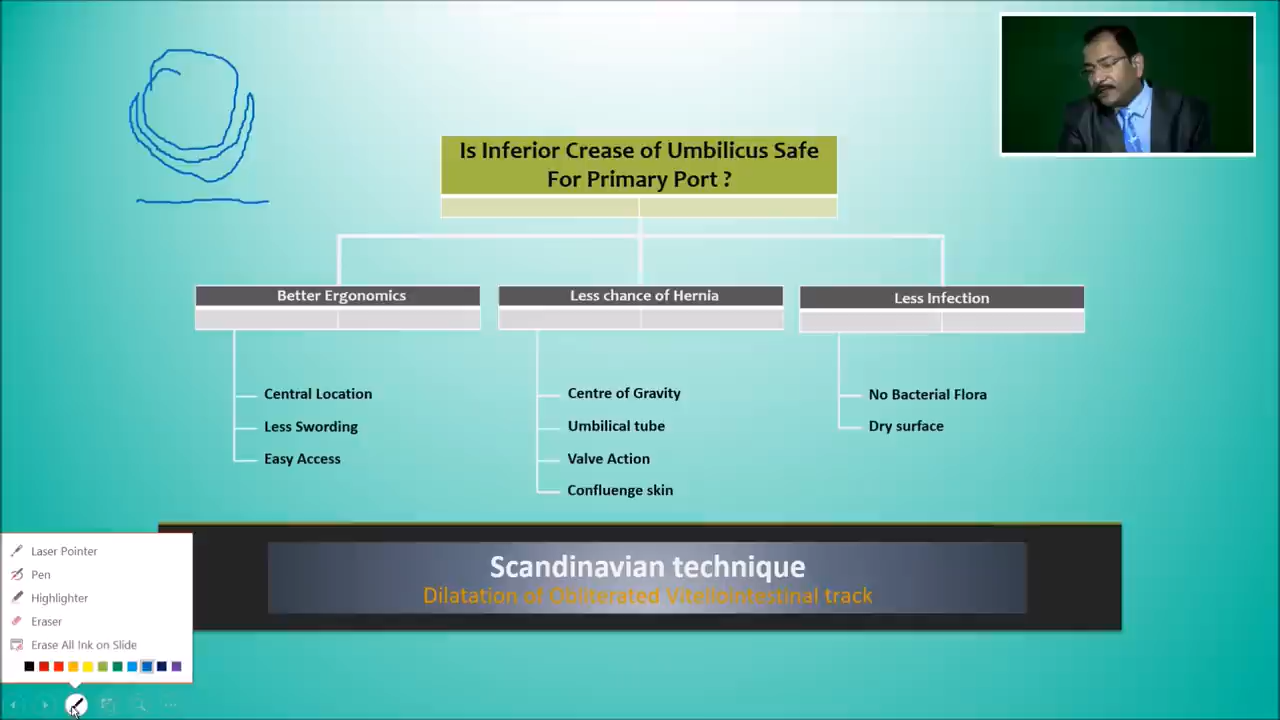 Is Inferior Crease of Umbilicus Safe
For Primary Port ?
Better Ergonomics
Less chance of Hernia
Less Infection
Central Location
Less Swording
Easy Access
Centre of Gravity
Umbilical tube
Valve Action
Confluenge skin
No Bacterial Flora
Dry surface
Scandinavian technique
Dilatation of Obliterated Vitellointestinal track
Laser Pointer
Pen
Highlighter
Eraser
Erase All Ink on Slide